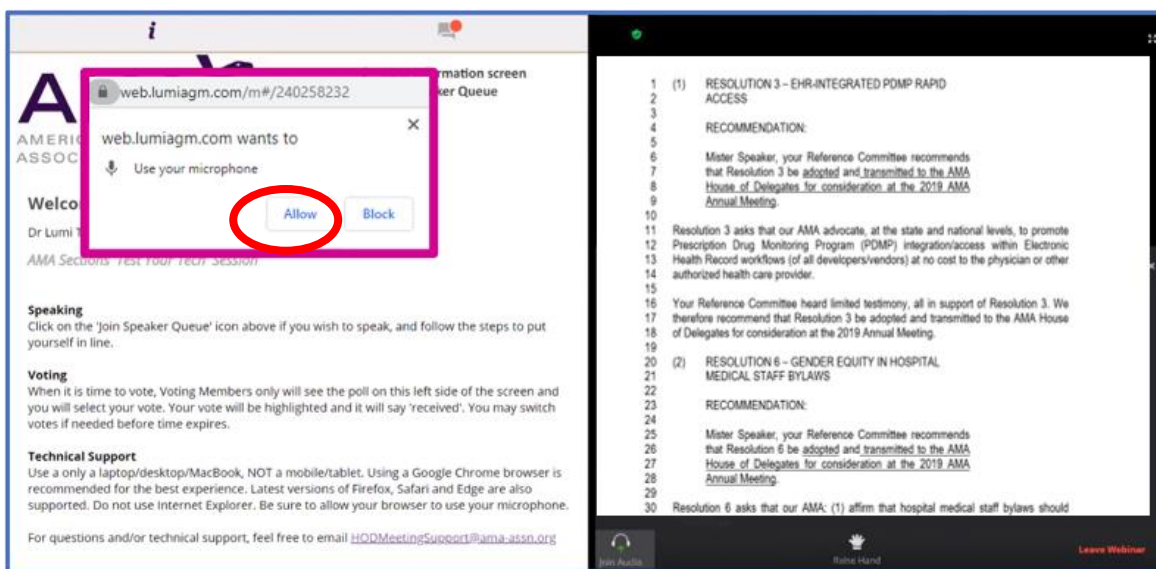 i
rmation screen
ker Queue
A
AMERI
ASSOC
web.lumiagm.com/m#/240258232
web.lumiagm.com wants to
Use your microphone
Allow
Block
Welco
Dr Lumi T
AMA Sections 'Test Your Tech' Session
Speaking
Click on the 'Join Speaker Queue' icon above if you wish to speak, and follow the steps to put
yourself in line.
Voting
When it is time to vote, Voting Members only will see the poll on this left side of the screen and
you will select your vote. Your vote will be highlighted and it will say 'received'. You may switch
votes if needed before time expires.
Technical Support
Use a only a laptop/desktop/MacBook, NOT a mobile/tablet. Using a Google Chrome browser is
recommended for the best experience. Latest versions of Firefox, Safari and Edge are also
supported. Do not use Internet Explorer. Be sure to allow your browser to use your microphone.
For questions and/or technical support, feel free to email HODMeetingSupport@ama-assn.org
1 (1) RESOLUTION 3 – EHR-INTEGRATED PDMP RAPID
2 ACCESS
3
4 RECOMMENDATION:
5
6 Mister Speaker, your Reference Committee recommends
7 that Resolution 3 be adopted and transmitted to the AMA
8 House of Delegates for consideration at the 2019 AMA
9 Annual Meeting.
10
11 Resolution 3 asks that our AMA advocate, at the state and national levels, to promote
12 Prescription Drug Monitoring Program (PDMP) integration/access within Electronic
13 Health Record workflows (of all developers/vendors) at no cost to the physician or other
14 authorized health care provider.
15
16 Your Reference Committee heard limited testimony, all in support of Resolution 3. We
17 therefore recommend that Resolution 3 be adopted and transmitted to the AMA House
18 of Delegates for consideration at the 2019 Annual Meeting.
19
20 (2) RESOLUTION 6 – GENDER EQUITY IN HOSPITAL
21 MEDICAL STAFF BYLAWS
22
23 RECOMMENDATION:
24
25 Mister Speaker, your Reference Committee recommends
26 that Resolution 6 be adopted and transmitted to the AMA
27 House of Delegates for consideration at the 2019 AMA
28 Annual Meeting.
29
30 Resolution 6 asks that our AMA: (1) affirm that hospital medical staff bylaws should
Join Audio
Raise Hand
Leave Webinar